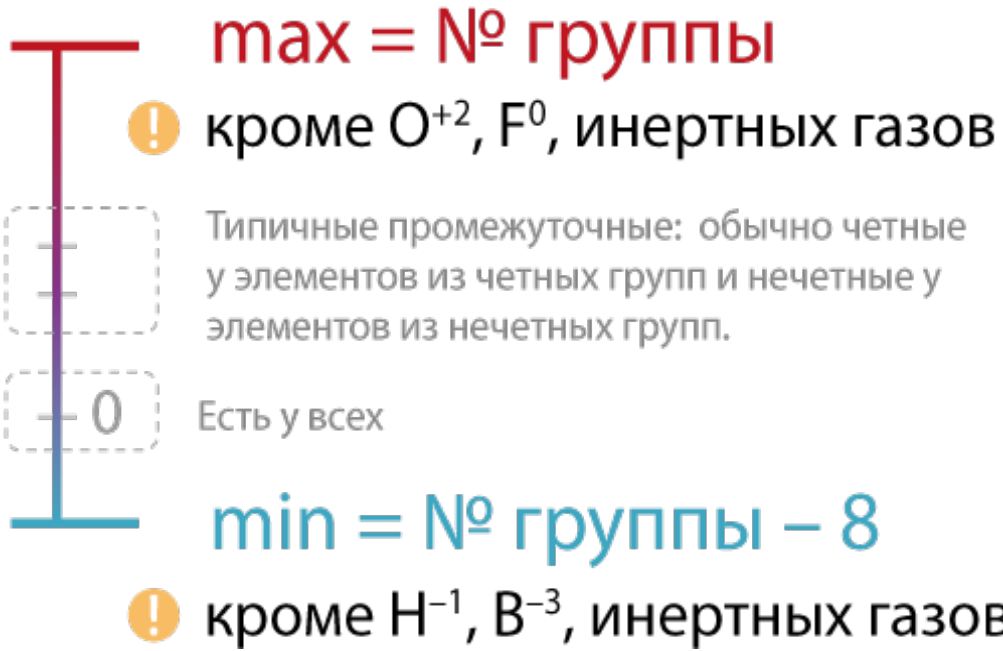 max = № группы
! кроме O⁺², F⁰, инертных газов
Типичные промежуточные: обычно четные
у элементов из четных групп и нечетные у
элементов из нечетных групп.
0 Есть у всех
min = № группы – 8
! кроме H⁻¹, B⁻³, инертных газов